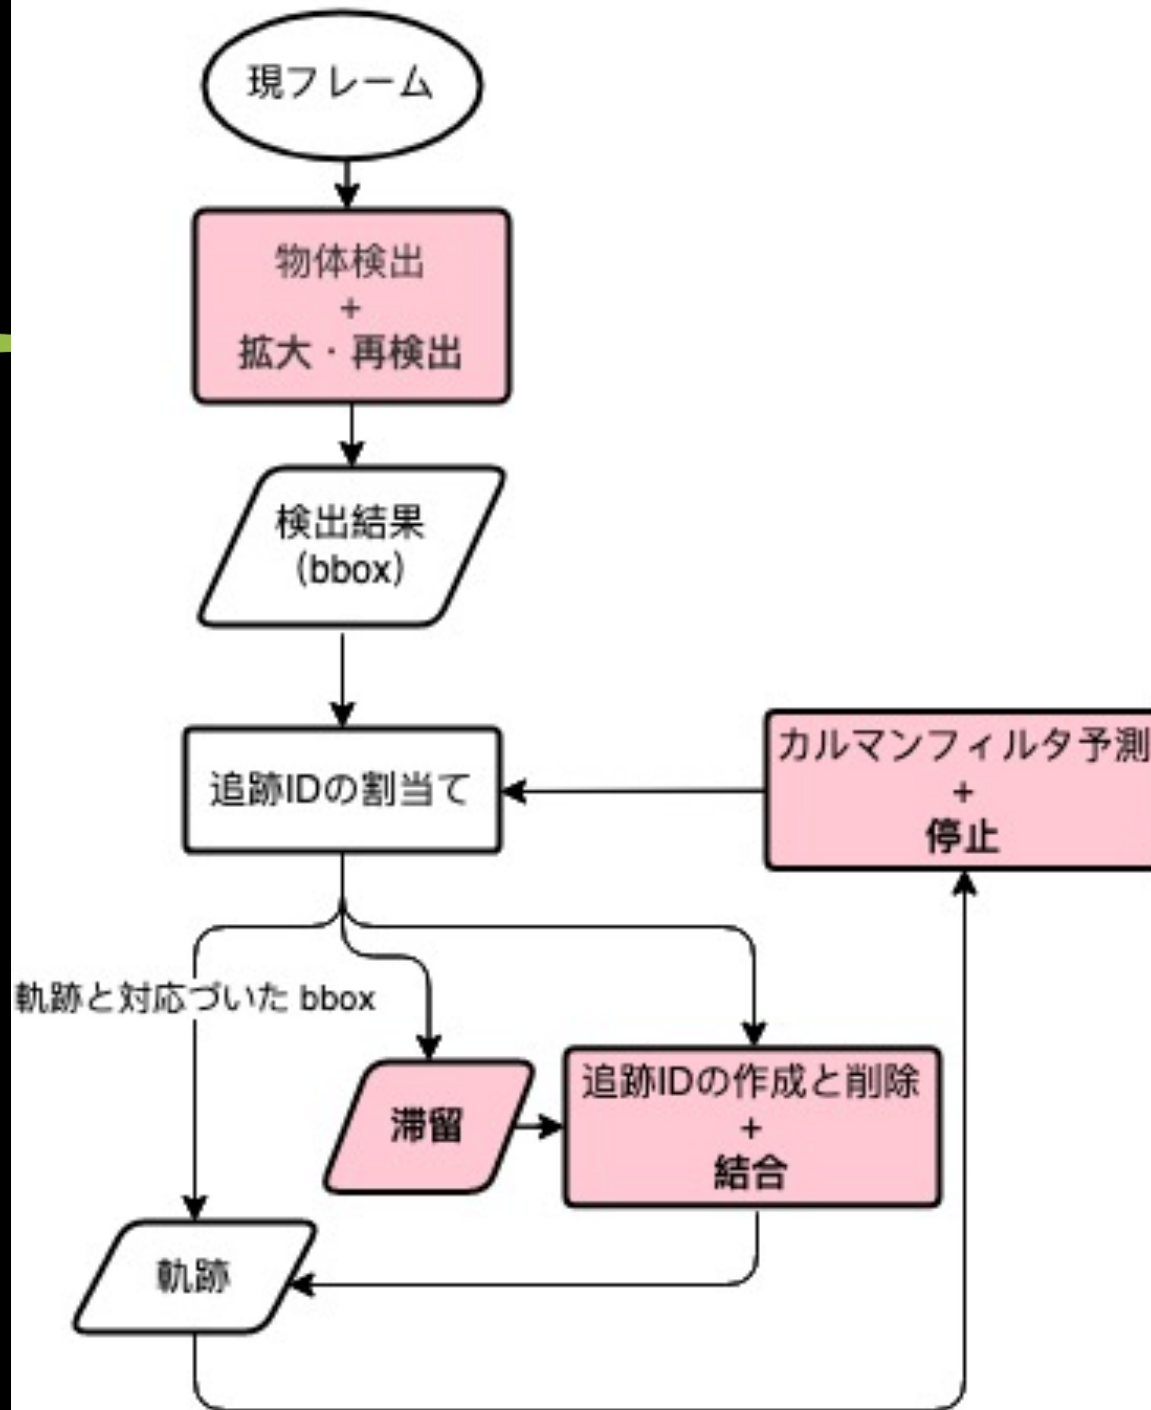 現フレーム
物体検出
+
拡大・再検出
検出結果
(bbox)
追跡IDの割当て
カルマンフィルタ予測
+
停止
軌跡と対応づいた bbox
滞留
追跡IDの作成と削除
+
結合
軌跡